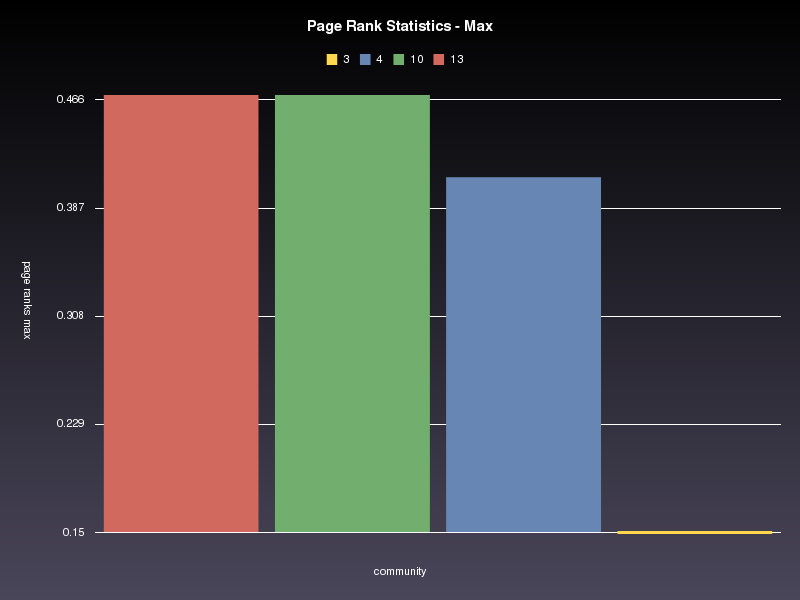 Page Rank Statistics - Max
3 4 10 13
0.466
0.387
0.308
0.229
0.15
page ranks max
community